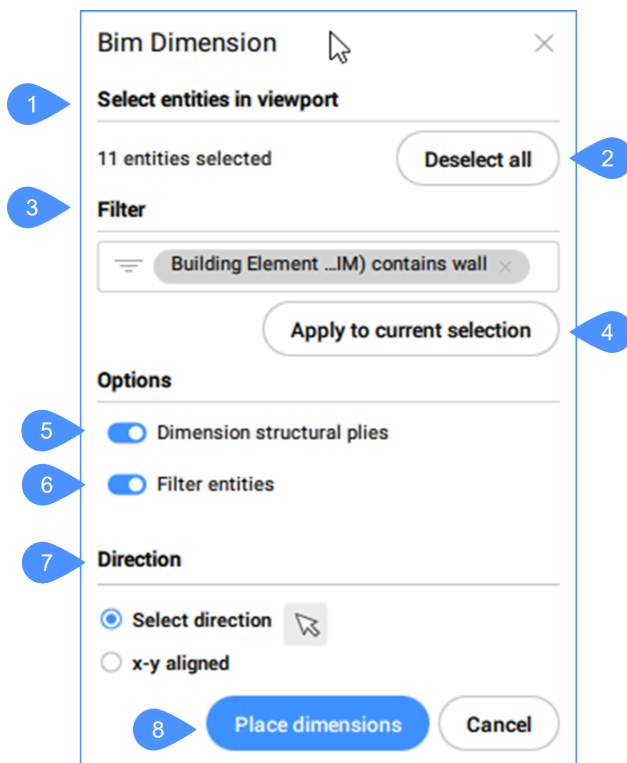 Bim Dimension
1
Select entities in viewport
11 entities selected
Deselect all
2
3
Filter
Building Element ...IM) contains wall
Apply to current selection
4
Options
5
Dimension structural plies
6
Filter entities
7
Direction
Select direction
x-y aligned
8
Place dimensions
Cancel